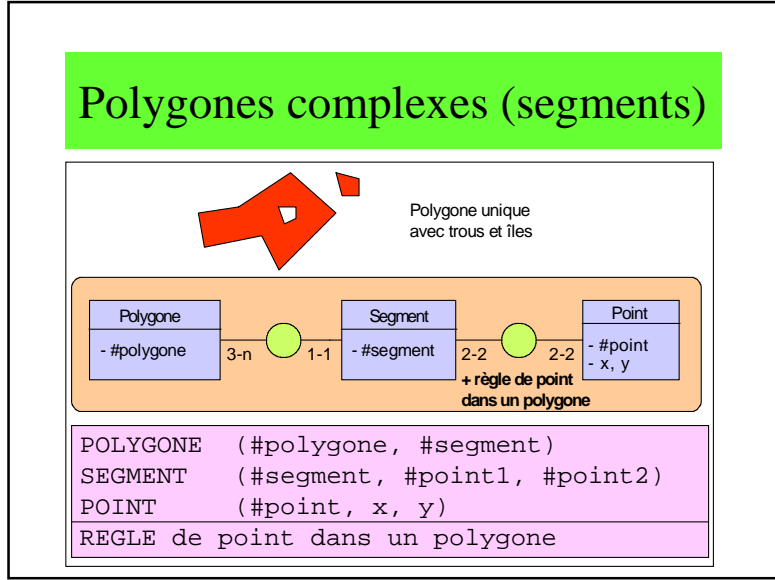 Polygones complexes (segments)
Polygone unique
avec trous et îles
Polygone
- #polygone
3-n
1-1
Segment
- #segment
2-2
2-2
+ règle de point
dans un polygone
Point
- #point
- x, y
POLYGONE (#polygone, #segment)
SEGMENT (#segment, #point1, #point2)
POINT (#point, x, y)
REGLE de point dans un polygone